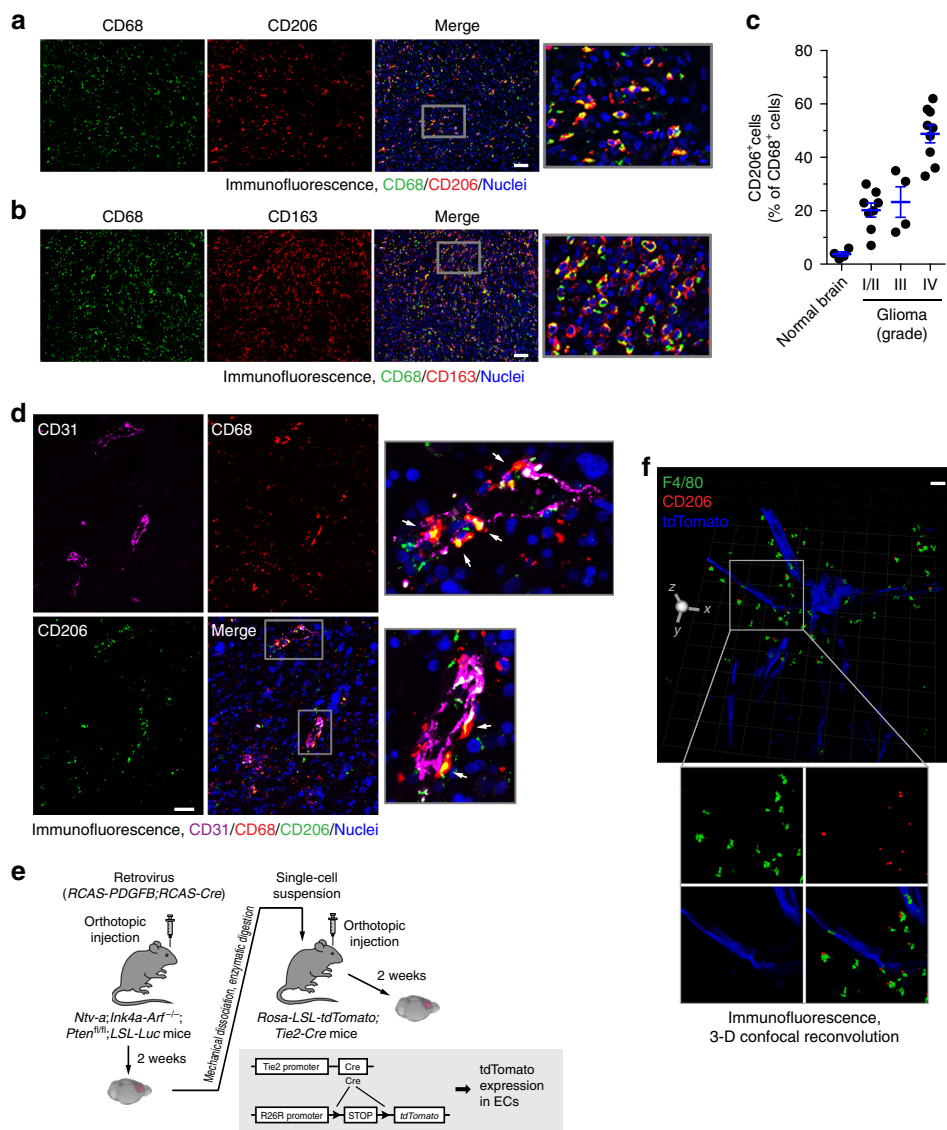 a
CD68
CD206
Merge
Immunofluorescence, CD68/CD206/Nuclei
b
CD68
CD163
Merge
Immunofluorescence, CD68/CD163/Nuclei
c
CD206⁺cells
(% of CD68⁺ cells)
80
60
40
20
0
Normal brain
I/II
III
IV
Glioma
(grade)
d
CD31
CD68
CD206
Merge
Immunofluorescence, CD31/CD68/CD206/Nuclei
e
Retrovirus
(RCAS-PDGFB;RCAS-Cre)
Orthotopic
injection
Ntv-a;Ink4a-Arf⁻/⁻;
Ptenfl/fl;LSL-Luc mice
2 weeks
Mechanical dissociation, enzymatic digestion
Single-cell
suspension
Orthotopic
injection
2 weeks
Rosa-LSL-tdTomato;
Tie2-Cre mice
Tie2 promoter
Cre
Cre
R26R promoter
STOP
tdTomato
tdTomato
expression
in ECs
f
F4/80
CD206
tdTomato
z
x
y
Immunofluorescence,
3-D confocal reconvolution